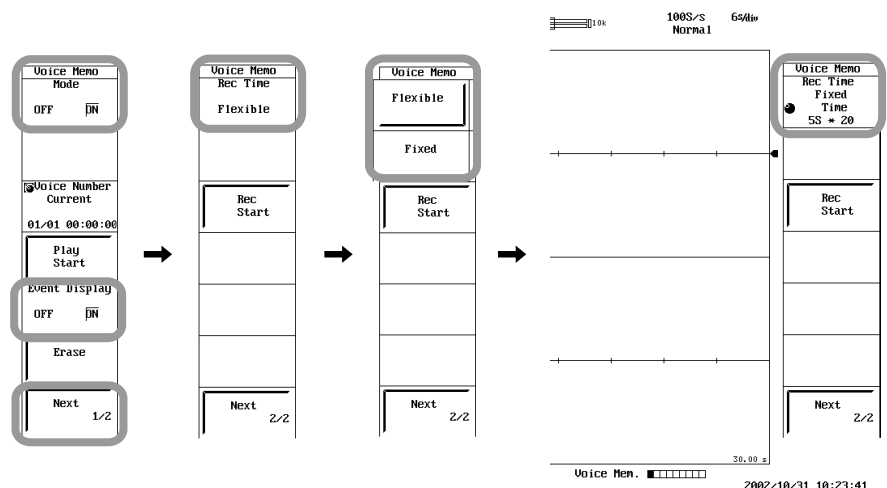 Voice Memo
Mode
OFF ON
Voice Number
Current
01/01 00:00:00
Play
Start
Event Display
OFF ON
Erase
Next
1/2
Voice Memo
Rec Time
Flexible
Rec
Start
Next
2/2
Voice Memo
Flexible
Fixed
Rec
Start
Next
2/2
10k
100S/s 6s/div
Normal
Voice Memo
Rec Time
Fixed
Time
5S * 20
Rec
Start
Next
2/2
30.00 s
Voice Mem.
2002/10/31 10:23:41